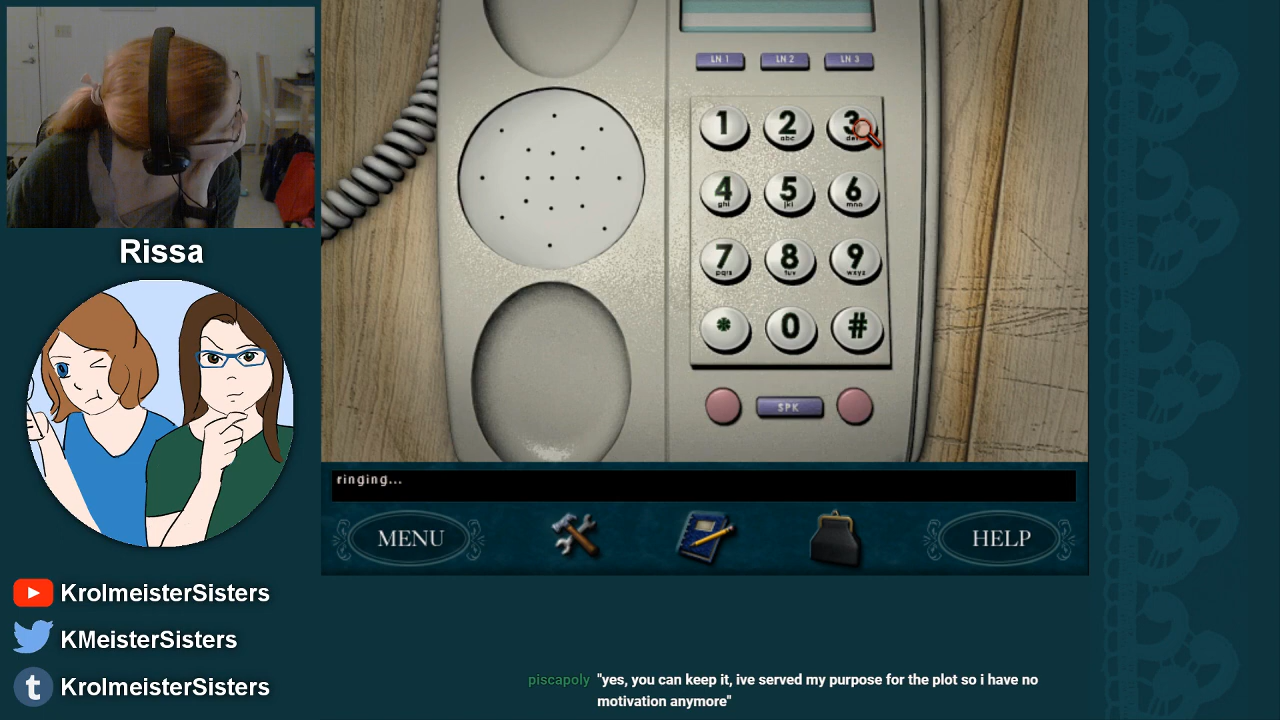 Rissa
KrolmeisterSisters
KMeisterSisters
t KrolmeisterSisters
LN 1 LN 2 LN 3
1 2 abc 3
4 ghi 5 jkl 6 mno
7 pqrs 8 tuv 9 wxyz
* 0 #
SPK
ringing...
MENU HELP
piscapoly "yes, you can keep it, ive served my purpose for the plot so i have no
motivation anymore"